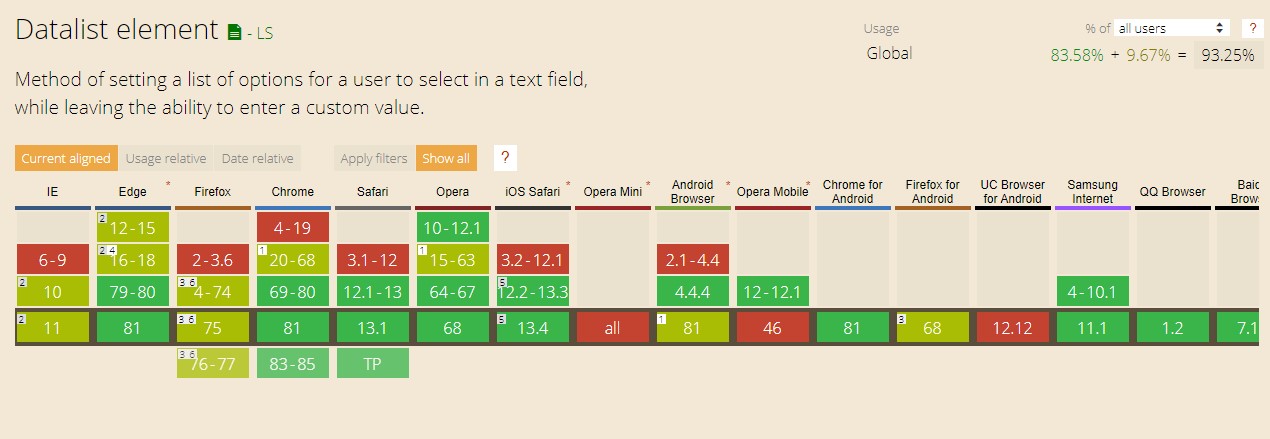 Datalist element - LS
Usage % of all users ?
Global 83.58% + 9.67% = 93.25%
Method of setting a list of options for a user to select in a text field,
while leaving the ability to enter a custom value.
Current aligned Usage relative Date relative Apply filters Show all ?
IE Edge * Firefox Chrome Safari Opera iOS Safari * Opera Mini * Android Browser * Opera Mobile * Chrome for Android Firefox for Android UC Browser for Android Samsung Internet QQ Browser Baic Brows
2 12-15 4-19 10-12.1
6-9 2 4 16-18 2-3.6 1 20-68 3.1-12 1 15-63 3.2-12.1 2.1-4.4
2 10 79-80 3 6 4-74 69-80 12.1-13 64-67 5 12.2-13.3 4.4.4 12-12.1 4-10.1
2 11 81 3 6 75 81 13.1 68 5 13.4 all 1 81 46 81 3 68 12.12 11.1 1.2 7.1
3 6 76-77 83-85 TP